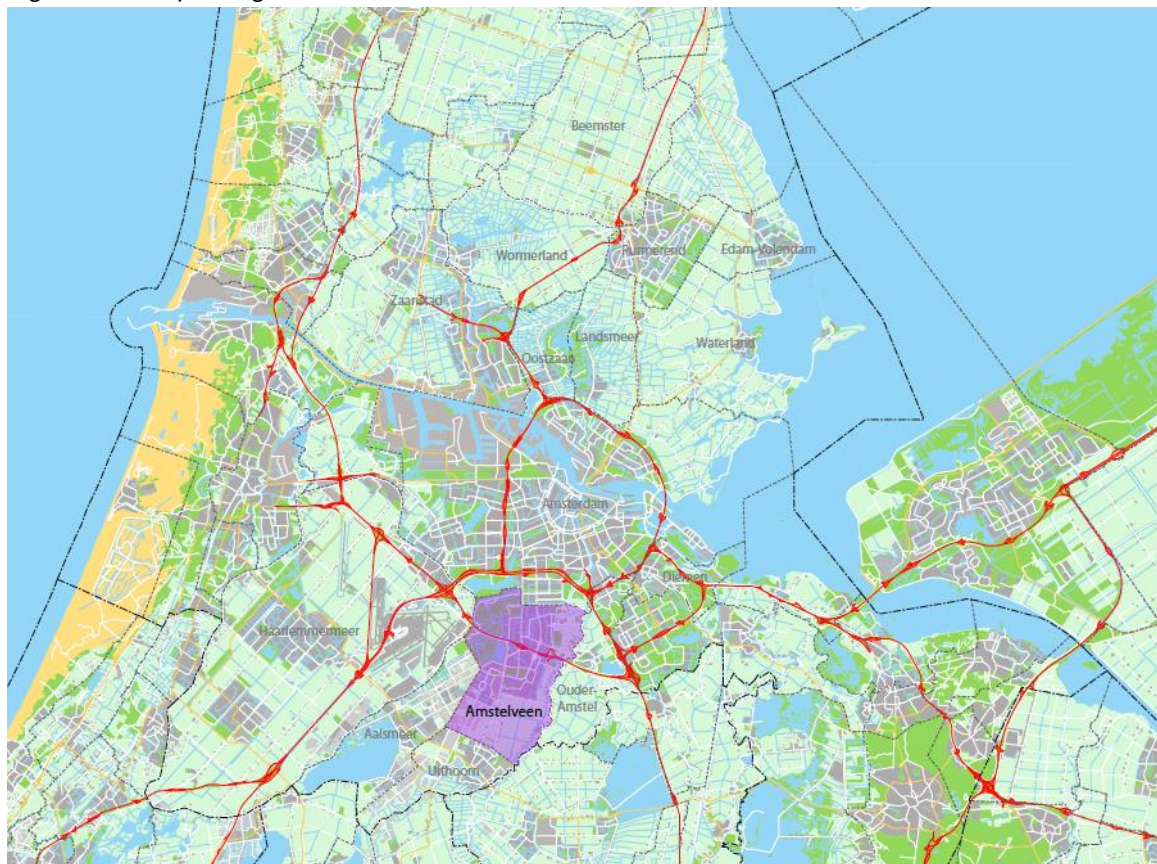 Beemster
Purmerend
Edam-Volendam
Wormerland
Zaanstad
Landsmeer
Waterland
Oostzaan
Amsterdam
Diemen
Haarlemmermeer
Ouder-
Amstel
Amstelveen
Aalsmeer
Uithoorn